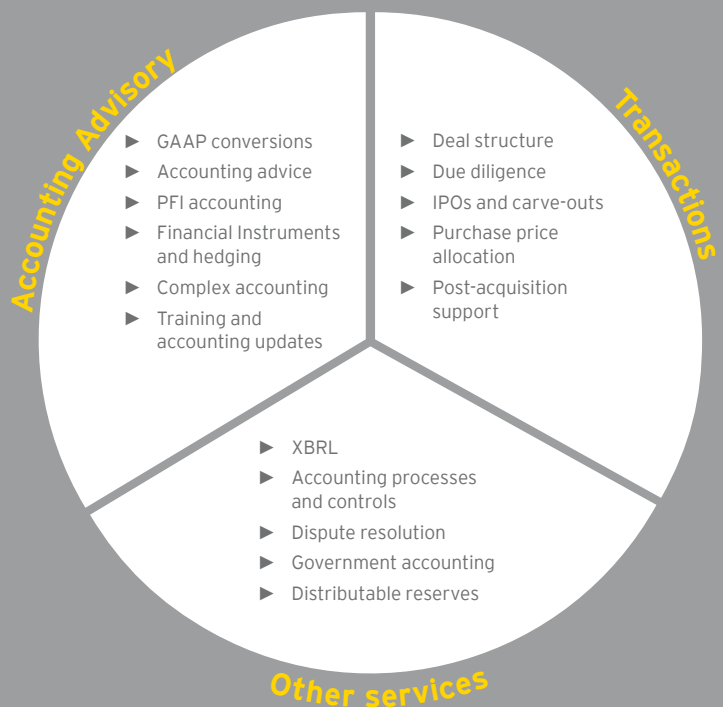 Accounting Advisory
► GAAP conversions
► Accounting advice
► PFI accounting
► Financial Instruments
and hedging
► Complex accounting
► Training and
accounting updates
Transactions
► Deal structure
► Due diligence
► IPOs and carve-outs
► Purchase price
allocation
► Post-acquisition
support
► XBRL
► Accounting processes
and controls
► Dispute resolution
► Government accounting
► Distributable reserves
Other services